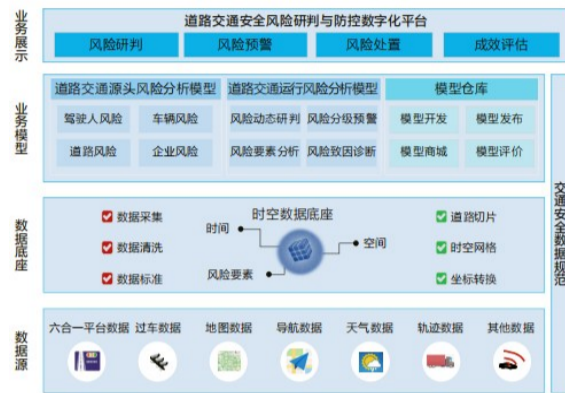 业务展示
道路交通安全风险研判与防控数字化平台
风险研判 风险预警 风险处置 成效评估
业务模型
道路交通源头风险分析模型 道路交通运行风险分析模型 模型仓库
驾驶人风险 车辆风险 风险动态研判 风险分级预警 模型开发 模型发布
道路风险 企业风险 风险要素分析 风险致因诊断 模型商城 模型评价
交通安全数据规范
数据底座
时空数据底座
数据采集 时间 道路切片
数据清洗 空间 时空网格
数据标准 风险要素 坐标转换
数据源
六合一平台数据 过车数据 地图数据 导航数据 天气数据 轨迹数据 其他数据